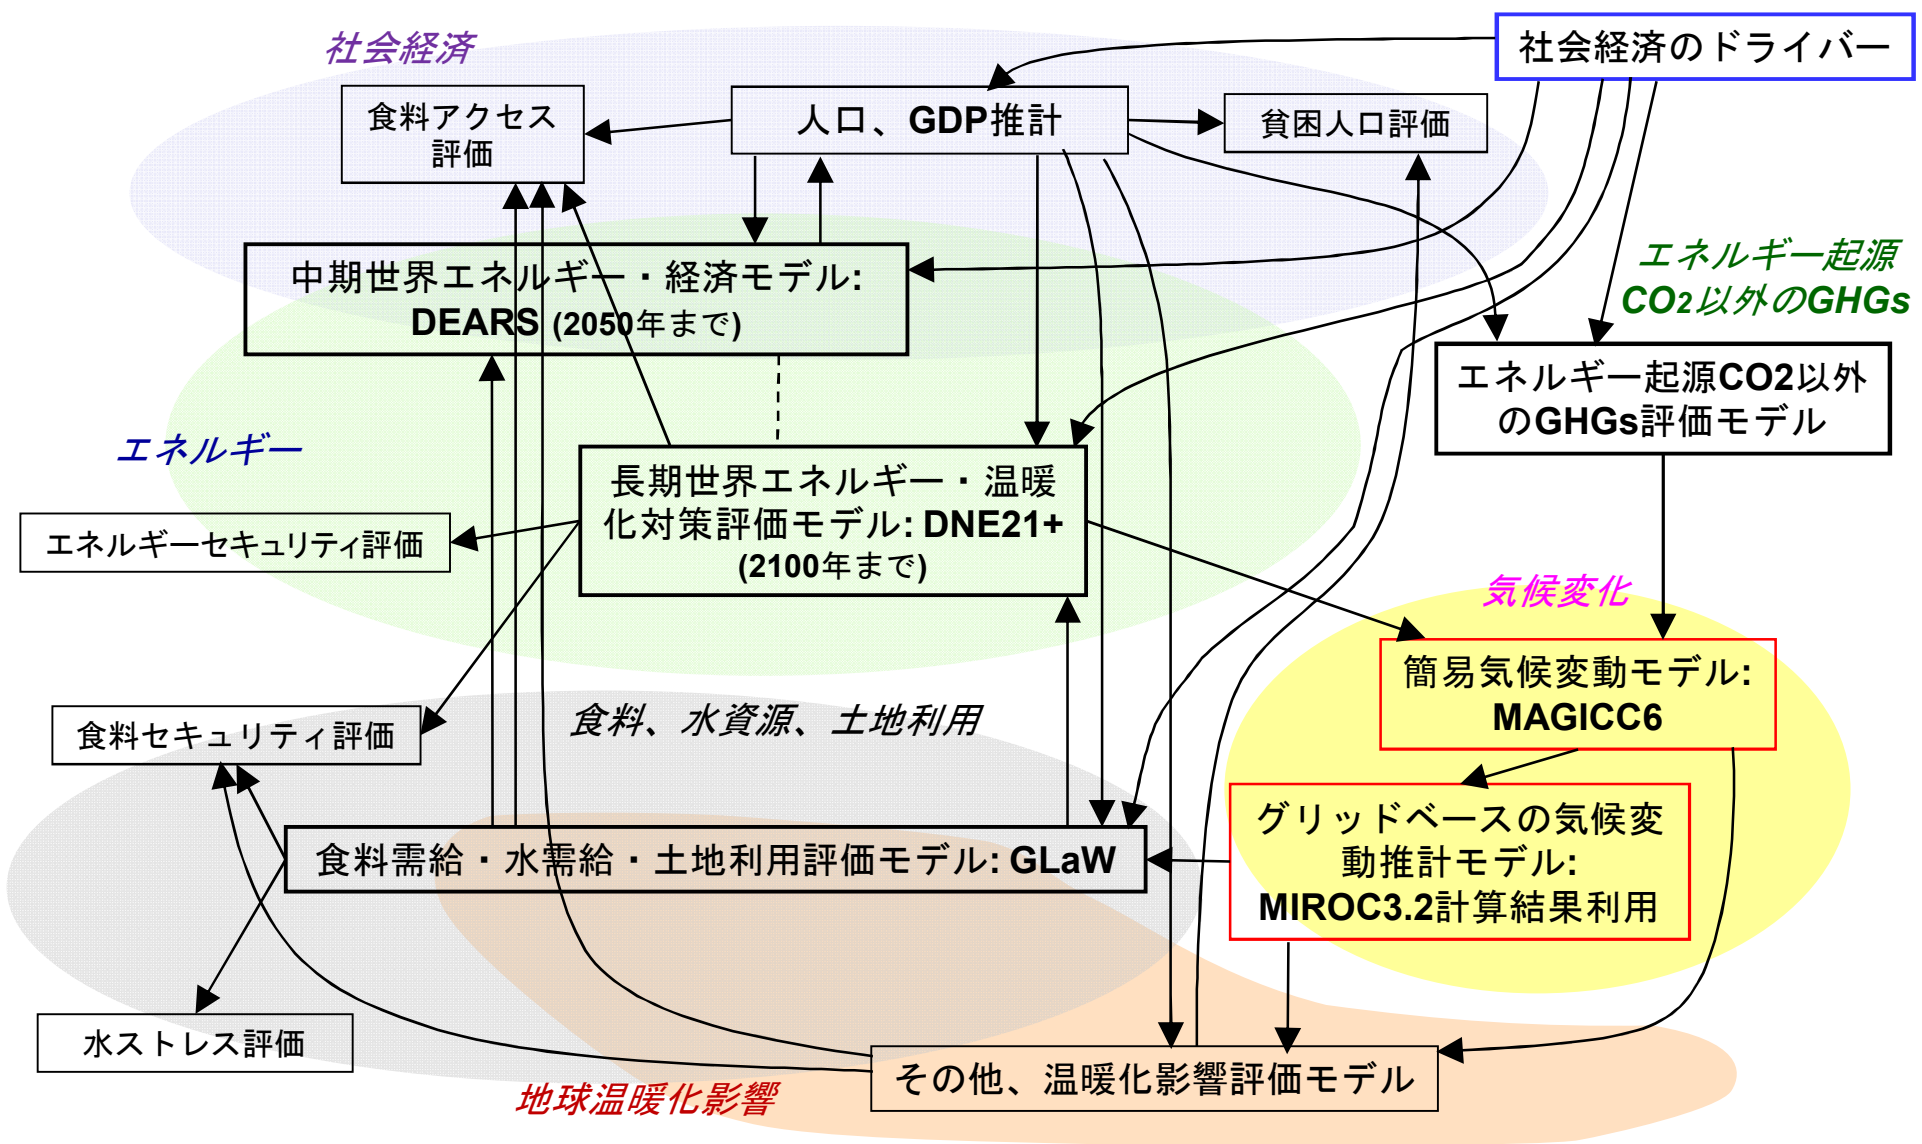 社会経済
社会経済のドライバー
食料アクセス
評価
人口、GDP推計
貧困人口評価
中期世界エネルギー・経済モデル:
DEARS (2050年まで)
エネルギー起源
CO2以外のGHGs
エネルギー起源CO2以外
のGHGs評価モデル
エネルギー
長期世界エネルギー・温暖
化対策評価モデル: DNE21+
(2100年まで)
エネルギーセキュリティ評価
気候変化
簡易気候変動モデル:
MAGICC6
食料セキュリティ評価
食料、水資源、土地利用
グリッドベースの気候変
動推計モデル:
MIROC3.2計算結果利用
食料需給・水需給・土地利用評価モデル: GLaW
水ストレス評価
その他、温暖化影響評価モデル
地球温暖化影響